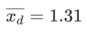 $\overline{x_d} = 1.31$